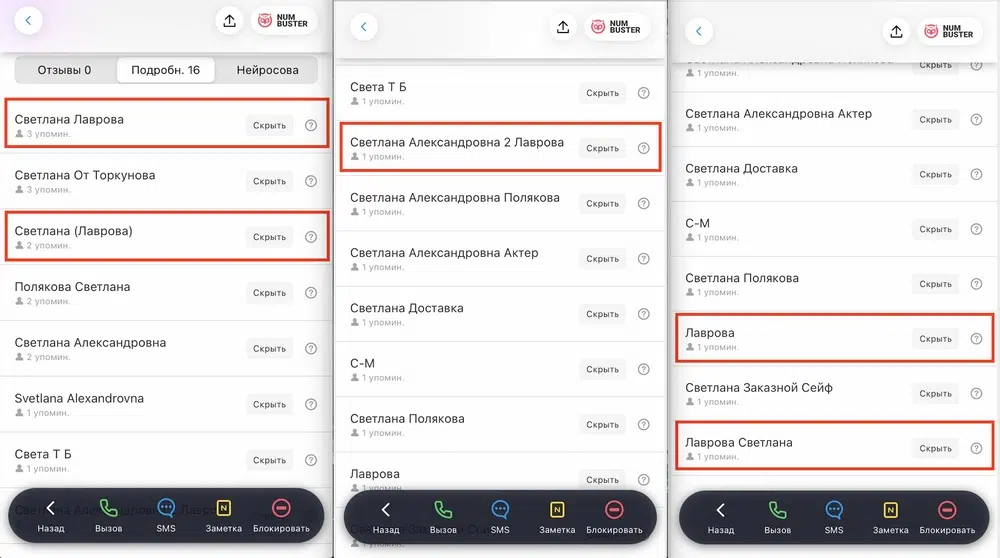 NUM
BUSTER
Отзывы 0
Подробн. 16
Нейросова
Светлана Лаврова
3 упомин.
Скрыть
Светлана От Торкунова
3 упомин.
Скрыть
Светлана (Лаврова)
2 упомин.
Скрыть
Полякова Светлана
2 упомин.
Скрыть
Светлана Александровна
2 упомин.
Скрыть
Svetlana Alexandrovna
1 упомин.
Скрыть
Света Т Б
1 упомин.
Скрыть
Назад
Вызов
SMS
Заметка
Блокировать
NUM
BUSTER
Света Т Б
1 упомин.
Скрыть
Светлана Александровна 2 Лаврова
1 упомин.
Скрыть
Светлана Александровна Полякова
1 упомин.
Скрыть
Светлана Александровна Актер
1 упомин.
Скрыть
Светлана Доставка
1 упомин.
Скрыть
С-М
1 упомин.
Скрыть
Светлана Полякова
1 упомин.
Скрыть
Лаврова
1 упомин.
Скрыть
Назад
Вызов
SMS
Заметка
Блокировать
NUM
BUSTER
Светлана Александровна Полякова
1 упомин.
Скрыть
Светлана Александровна Актер
1 упомин.
Скрыть
Светлана Доставка
1 упомин.
Скрыть
С-М
1 упомин.
Скрыть
Светлана Полякова
1 упомин.
Скрыть
Лаврова
1 упомин.
Скрыть
Светлана Заказной Сейф
1 упомин.
Скрыть
Лаврова Светлана
1 упомин.
Скрыть
Назад
Вызов
SMS
Заметка
Блокировать